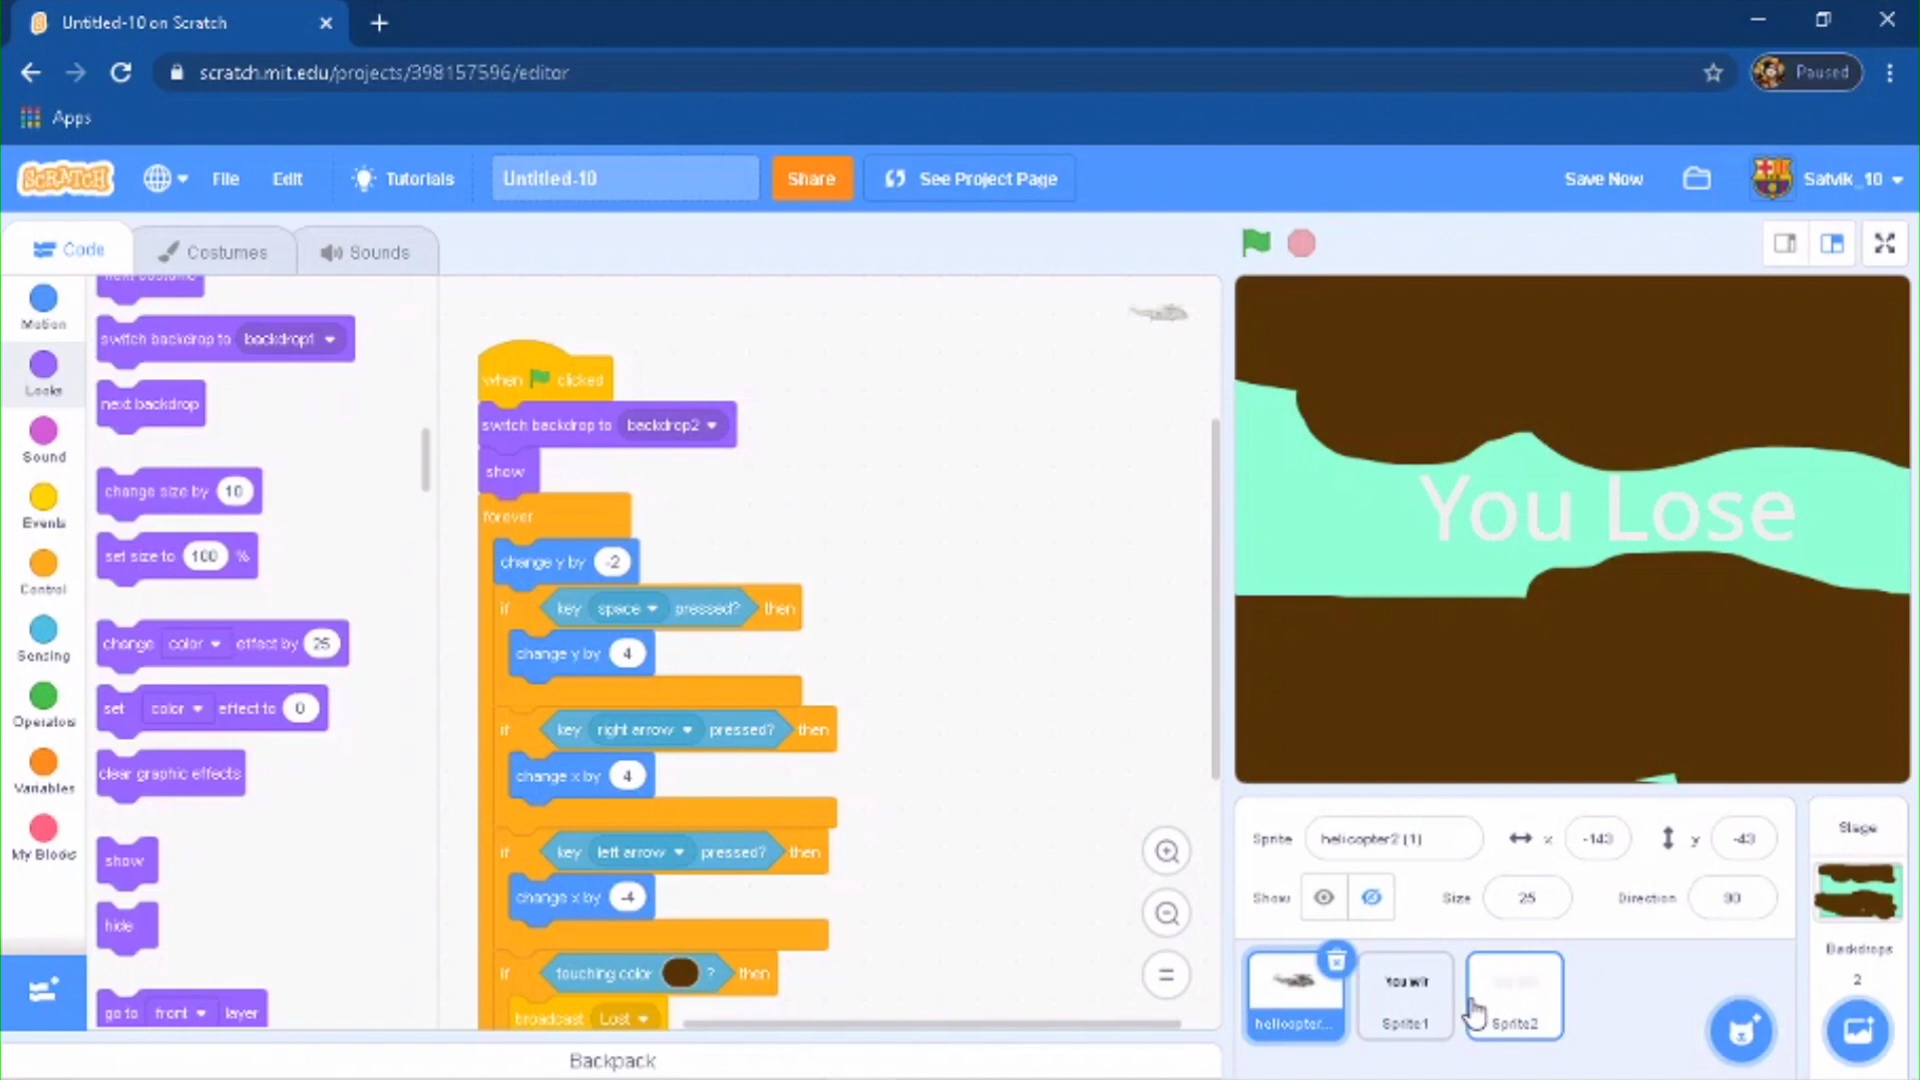 Untitled-10 on Scratch
scratch.mit.edu/projects/398157596/editor
Paused
Apps
SCRATCH
File
Edit
Tutorials
Untitled-10
Share
See Project Page
Save Now
Satvik_10
Code
Costumes
Sounds
Motion
Looks
Sound
Events
Control
Sensing
Operators
Variables
My Blocks
next costume
switch backdrop to backdrop1
next backdrop
change size by 10
set size to 100 %
change color effect by 25
set color effect to 0
clear graphic effects
show
hide
go to front layer
when clicked
switch backdrop to backdrop2
show
forever
change y by -2
if key space pressed? then
change y by 4
if key right arrow pressed? then
change x by 4
if key left arrow pressed? then
change x by -4
if touching color ? then
broadcast Lost
Backpack
You Lose
Sprite helicopter2 (1) x -143 y -43
Show Size 25 Direction 90
helicopter...
You wir
Sprite1
Sprite2
Stage
Backdrops
2